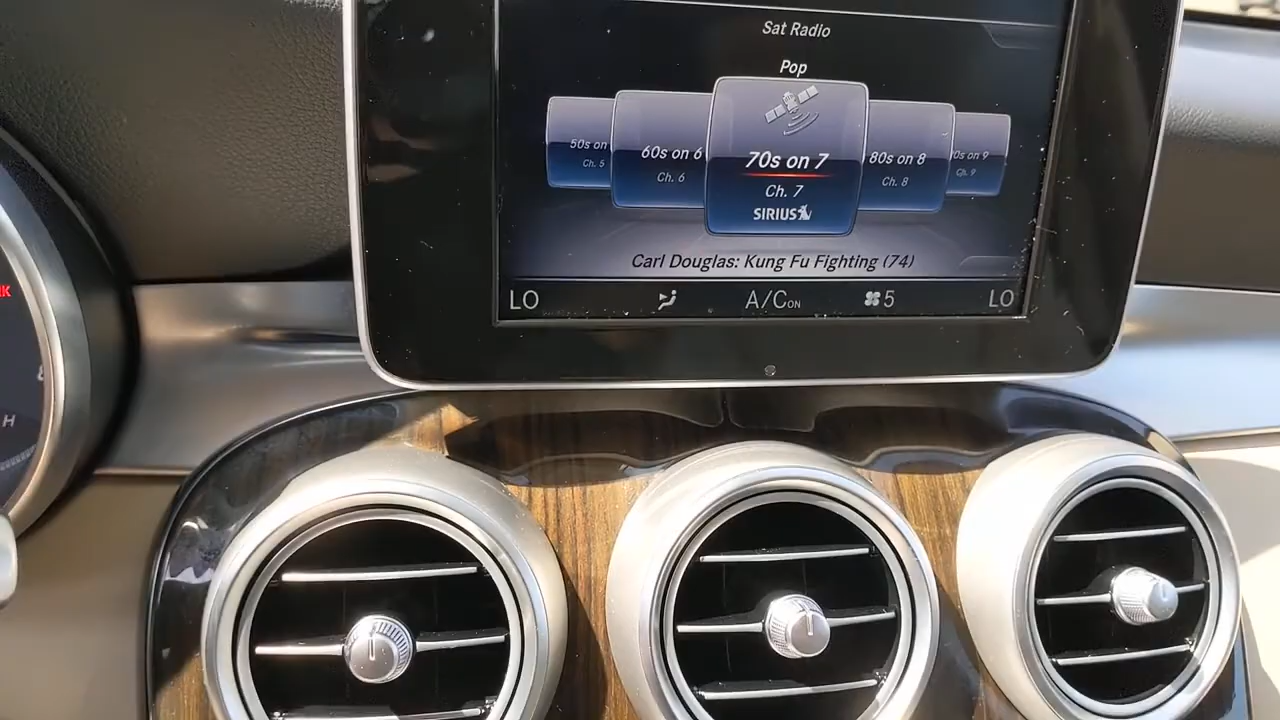 Sat Radio
Pop
50s on
Ch. 5
60s on 6
Ch. 6
70s on 7
Ch. 7
SIRIUS
80s on 8
Ch. 8
0s on 9
Ch. 9
Carl Douglas: Kung Fu Fighting (74)
LO A/C ON 5 LO
H